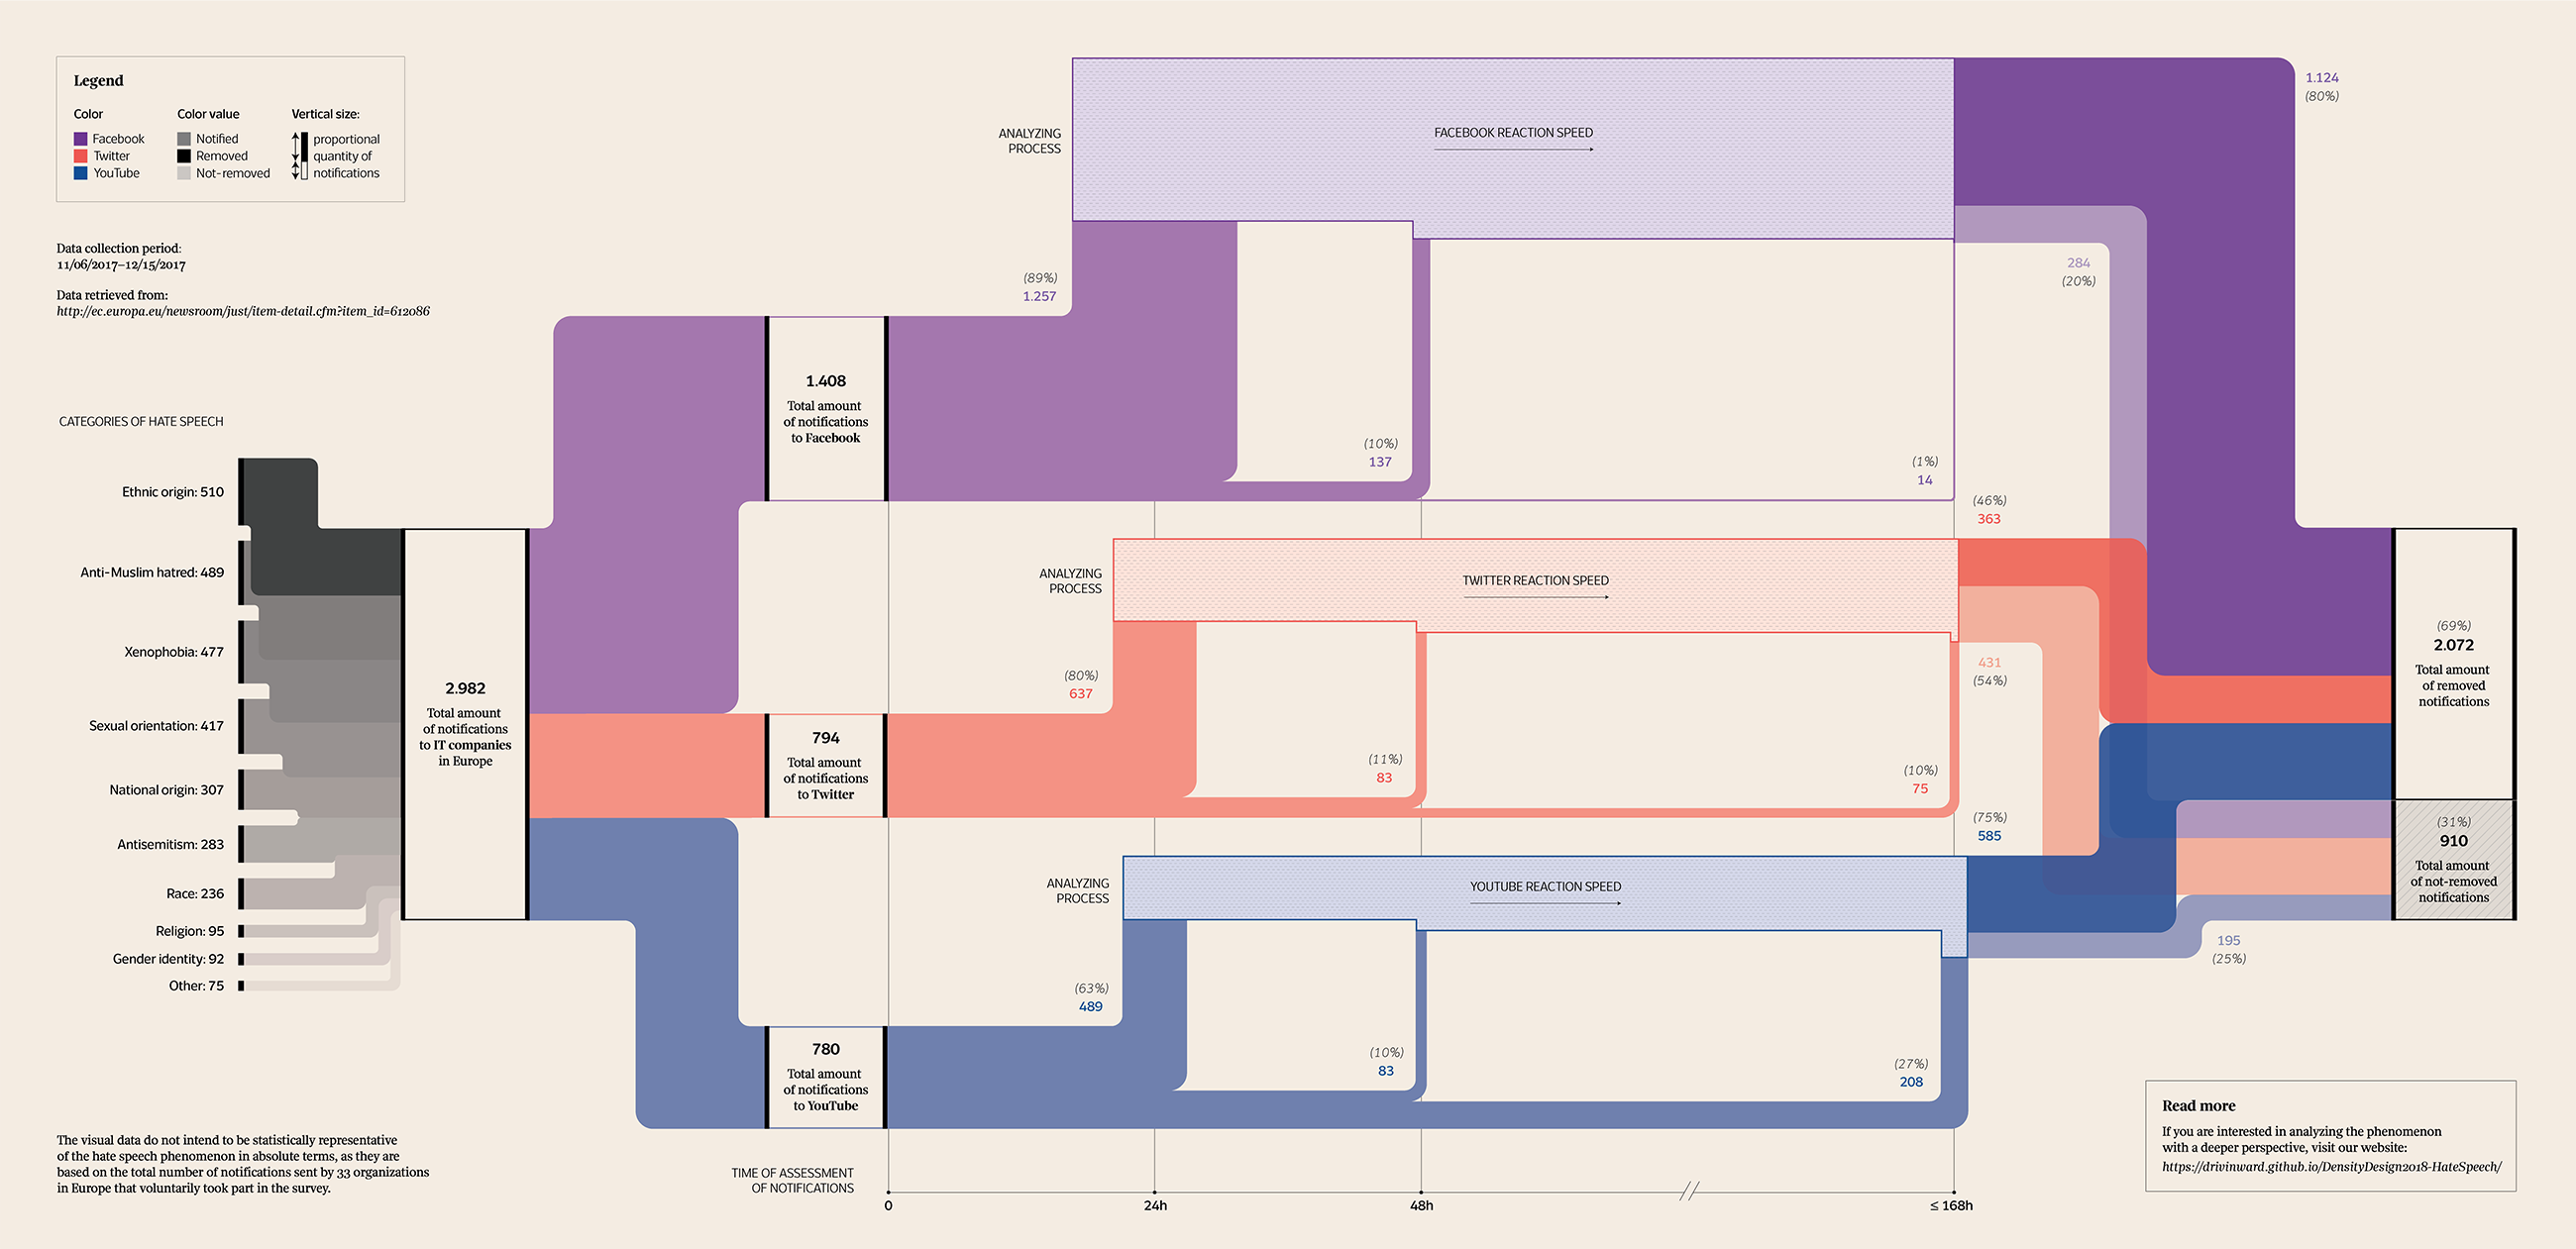 Legend
Color
Facebook
Twitter
YouTube
Color value
Notified
Removed
Not-removed
Vertical size:
proportional
quantity of
notifications
Data collection period:
11/06/2017–12/15/2017
Data retrieved from:
http://ec.europa.eu/newsroom/just/item-detail.cfm?item_id=612086
CATEGORIES OF HATE SPEECH
Ethnic origin: 510
Anti-Muslim hatred: 489
Xenophobia: 477
Sexual orientation: 417
National origin: 307
Antisemitism: 283
Race: 236
Religion: 95
Gender identity: 92
Other: 75
2.982
Total amount
of notifications
to IT companies
in Europe
1.408
Total amount
of notifications
to Facebook
794
Total amount
of notifications
to Twitter
780
Total amount
of notifications
to YouTube
ANALYZING
PROCESS
FACEBOOK REACTION SPEED
(89%)
1.257
(10%)
137
(1%)
14
1.124
(80%)
284
(20%)
ANALYZING
PROCESS
TWITTER REACTION SPEED
(80%)
637
(11%)
83
(10%)
75
(46%)
363
431
(54%)
ANALYZING
PROCESS
YOUTUBE REACTION SPEED
(63%)
489
(10%)
83
(27%)
208
(75%)
585
195
(25%)
(69%)
2.072
Total amount
of removed
notifications
(31%)
910
Total amount
of not-removed
notifications
TIME OF ASSESSMENT
OF NOTIFICATIONS
0
24h
48h
≤ 168h
The visual data do not intend to be statistically representative
of the hate speech phenomenon in absolute terms, as they are
based on the total number of notifications sent by 33 organizations
in Europe that voluntarily took part in the survey.
Read more
If you are interested in analyzing the phenomenon
with a deeper perspective, visit our website:
https://drivinward.github.io/DensityDesign2018-HateSpeech/